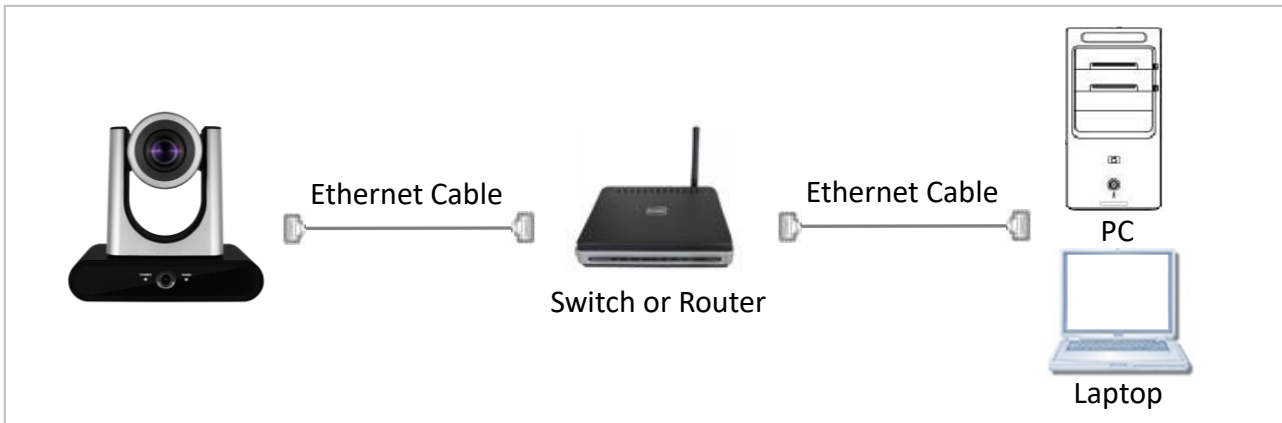 Ethernet Cable
Switch or Router
Ethernet Cable
PC
Laptop